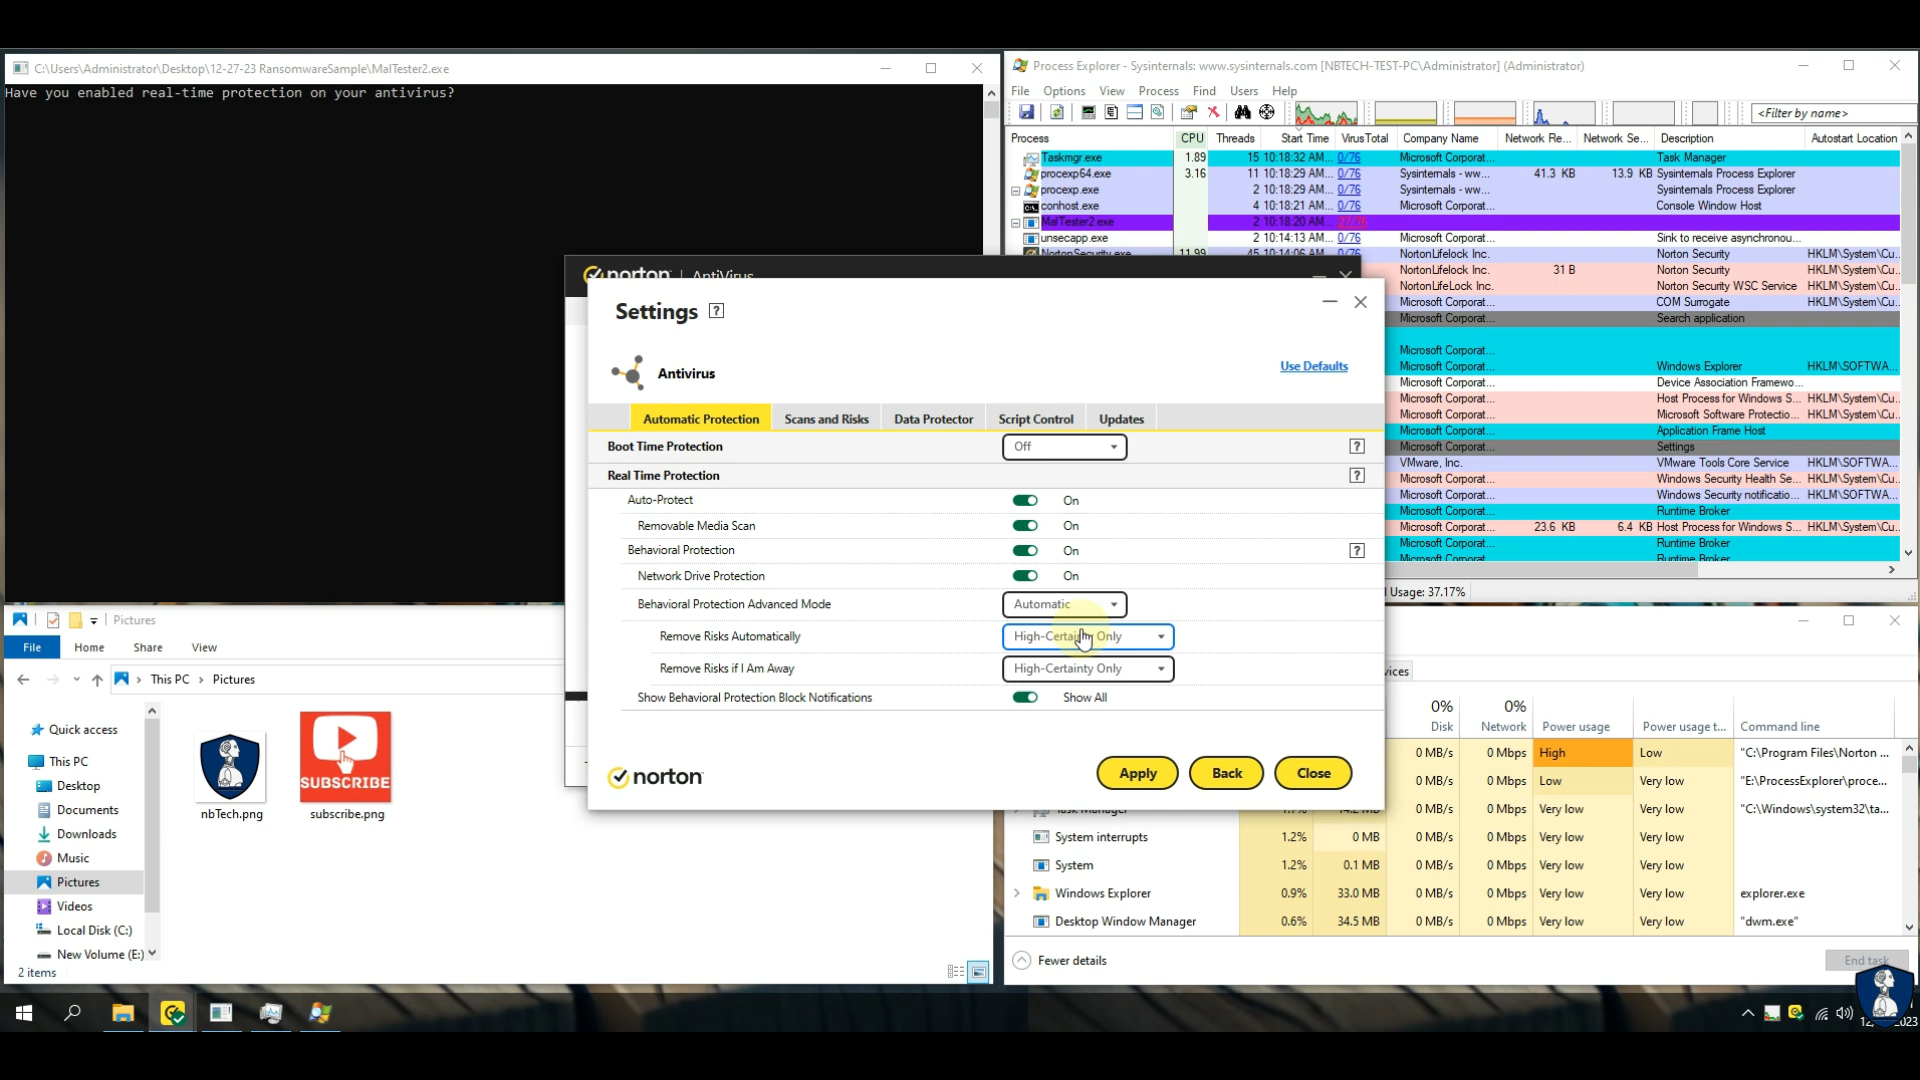 C:\Users\Administrator\Desktop\12-27-23 RansomwareSample\MalTester2.exe
Have you enabled real-time protection on your antivirus?
Process Explorer - Sysinternals: www.sysinternals.com [NBTECH-TEST-PC\Administrator] (Administrator)
File Options View Process Find Users Help
<Filter by name>
Process CPU Threads Start Time VirusTotal Company Name Network Re... Network Se... Description Autostart Location
Taskmgr.exe 1.89 15 10:18:32 AM... 0/76 Microsoft Corporat... Task Manager
procexp64.exe 3.16 11 10:18:29 AM... 0/76 Sysinternals - ww... 41.3 KB 13.9 KB Sysinternals Process Explorer
procexp.exe 2 10:18:29 AM... 0/76 Sysinternals - ww... Sysinternals Process Explorer
conhost.exe 4 10:18:21 AM... 0/76 Microsoft Corporat... Console Window Host
MalTester2.exe 2 10:18:20 AM...
unsecapp.exe 2 10:14:13 AM... 0/76 Microsoft Corporat... Sink to receive asynchronou...
NortonSecurity.exe 11.99 45 10:14:06 AM... 0/76 NortonLifelock Inc. Norton Security HKLM\System\Cu...
NortonLifelock Inc. 31 B Norton Security HKLM\System\Cu...
NortonLifeLock Inc. Norton Security WSC Service HKLM\System\Cu...
Microsoft Corporat... COM Surrogate HKLM\System\Cu...
Microsoft Corporat... Search application
Microsoft Corporat...
Microsoft Corporat... Windows Explorer HKLM\SOFTWA...
Microsoft Corporat... Device Association Framewo...
Microsoft Corporat... Host Process for Windows S... HKLM\System\Cu...
Microsoft Corporat... Microsoft Software Protectio... HKLM\System\Cu...
Microsoft Corporat... Application Frame Host
Microsoft Corporat... Settings
VMware, Inc. VMware Tools Core Service HKLM\SOFTWA...
Microsoft Corporat... Windows Security Health Se... HKLM\System\Cu...
Microsoft Corporat... Windows Security notificatio... HKLM\SOFTWA...
Microsoft Corporat... Runtime Broker
Microsoft Corporat... 23.6 KB 6.4 KB Host Process for Windows S... HKLM\System\Cu...
Microsoft Corporat... Runtime Broker
Microsoft Corporat... Runtime Broker
Usage: 37.17%
norton | AntiVirus
Settings ?
Antivirus
Use Defaults
Automatic Protection Scans and Risks Data Protector Script Control Updates
Boot Time Protection Off ?
Real Time Protection ?
Auto-Protect On
Removable Media Scan On
Behavioral Protection On ?
Network Drive Protection On
Behavioral Protection Advanced Mode Automatic
Remove Risks Automatically High-Certainty Only
Remove Risks if I Am Away High-Certainty Only
Show Behavioral Protection Block Notifications Show All
norton
Apply Back Close
Pictures
File Home Share View
This PC > Pictures
Quick access
This PC
Desktop
Documents
Downloads
Music
Pictures
Videos
Local Disk (C:)
New Volume (E:)
2 items
SUBSCRIBE
nbTech.png subscribe.png
vices
0% 0%
Disk Network Power usage Power usage t... Command line
0 MB/s 0 Mbps High Low "C:\Program Files\Norton ...
0 MB/s 0 Mbps Low Very low "E:\ProcessExplorer\proce...
Task Manager 1.7% 14.2 MB 0 MB/s 0 Mbps Very low Very low "C:\Windows\system32\ta...
System interrupts 1.2% 0 MB 0 MB/s 0 Mbps Very low Very low
System 1.2% 0.1 MB 0 MB/s 0 Mbps Very low Very low
Windows Explorer 0.9% 33.0 MB 0 MB/s 0 Mbps Very low Very low explorer.exe
Desktop Window Manager 0.6% 34.5 MB 0 MB/s 0 Mbps Very low Very low "dwm.exe"
Fewer details
End task